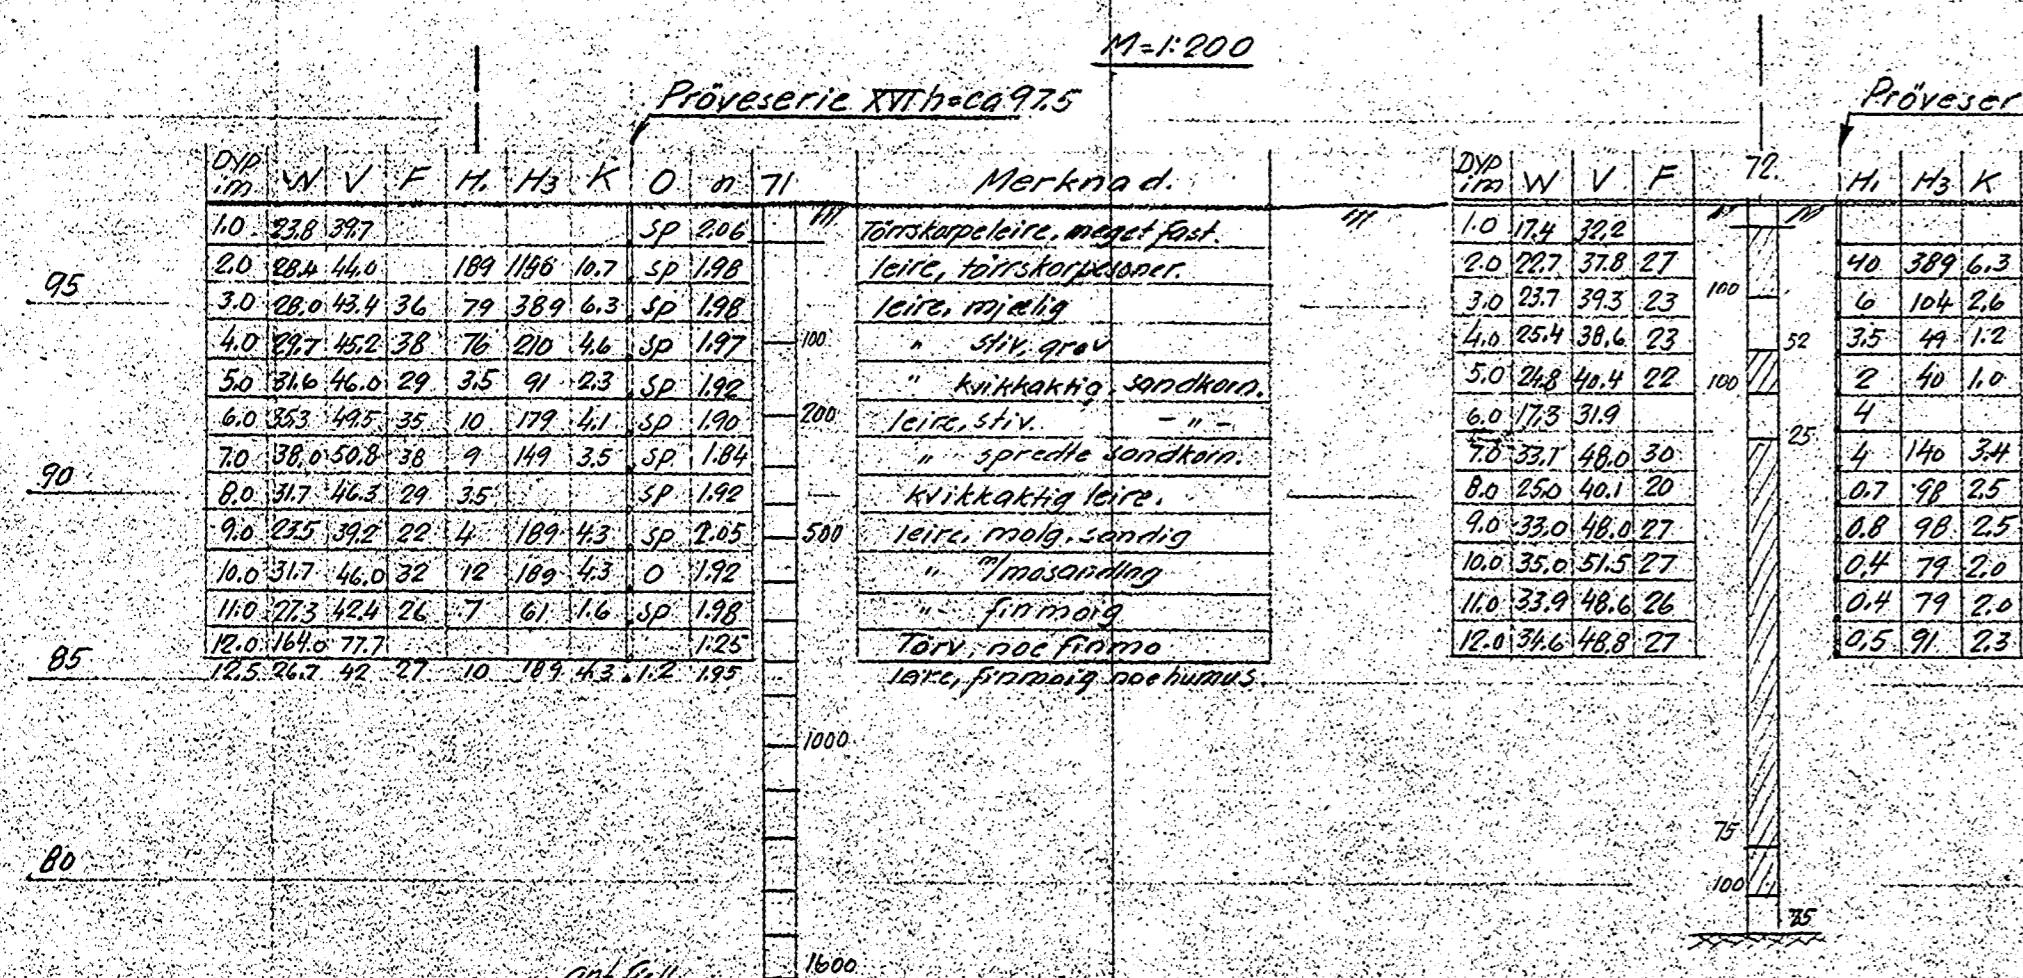 M=1:200
Pröveserie XVII h=ca 97.5
Pröveser
DYP i m W V F H1 H3 K O n 71 Merknad.
DYP i m W V F 72. H1 H3 K
1.0 23.8 39.7 sp 2.06 Törrskorpeleire, meget fast.
1.0 17.4 32.2
2.0 28.4 44.0 189 1196 10.7 sp 1.98 leire, törrskorpesoner.
2.0 22.7 37.8 27 40 389 6.3
95
3.0 28.0 43.4 36 79 389 6.3 sp 1.98 leire, mjælig
3.0 23.7 39.3 23 100 6 104 2.6
4.0 29.7 45.2 38 76 210 4.6 sp 1.97 100 " stiv, grov
4.0 25.4 38.6 23 52 3.5 49 1.2
5.0 31.6 46.0 29 3.5 91 2.3 sp 1.92 " kvikkaktig, sandkorn.
5.0 24.8 40.4 22 100 2 40 1.0
6.0 35.3 49.5 35 10 179 4.1 sp 1.90 200 leire, stiv. - " -
6.0 17.3 31.9 4
25
7.0 38.0 50.8 38 9 149 3.5 sp 1.84 " spredte sandkorn.
7.0 33.7 48.0 30 4 140 3.4
90
8.0 31.7 46.3 29 3.5 sp 1.92 kvikkaktig leire.
8.0 25.0 40.1 20 0.7 98 2.5
9.0 23.5 39.2 22 4 189 4.3 sp 2.05 500 leire, molg. sandig
9.0 33.0 48.0 27 0.8 98 2.5
10.0 31.7 46.0 32 12 189 4.3 O 1.92 " m/mosanding
10.0 35.0 51.5 27 0.4 79 2.0
11.0 27.3 42.4 26 7 61 1.6 sp 1.98 " finmoig
11.0 33.9 48.6 26 0.4 79 2.0
12.0 164.0 77.7 1.25 Törv, noe finmo
12.0 34.6 48.8 27 0.5 91 2.3
85
12.5 26.7 42 27 10 189 4.3 1.2 1.95 leire, finmoig noe humus.
1000
75
80
100
25
1600
ant. fjell